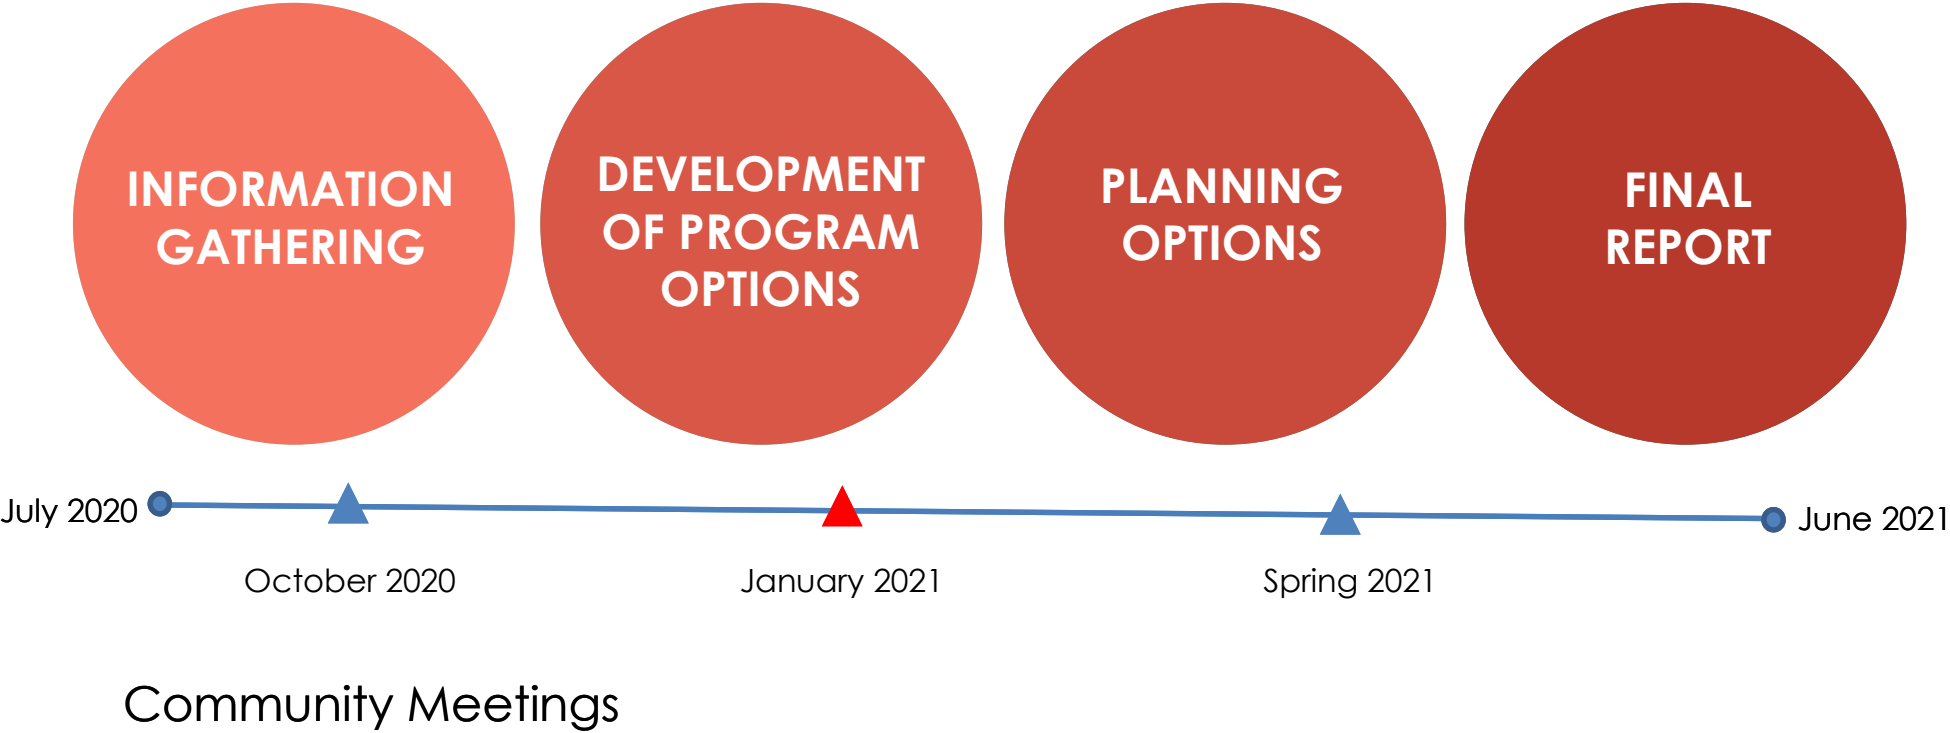 INFORMATION
GATHERING
DEVELOPMENT
OF PROGRAM
OPTIONS
PLANNING
OPTIONS
FINAL
REPORT
July 2020
June 2021
October 2020
January 2021
Spring 2021
Community Meetings